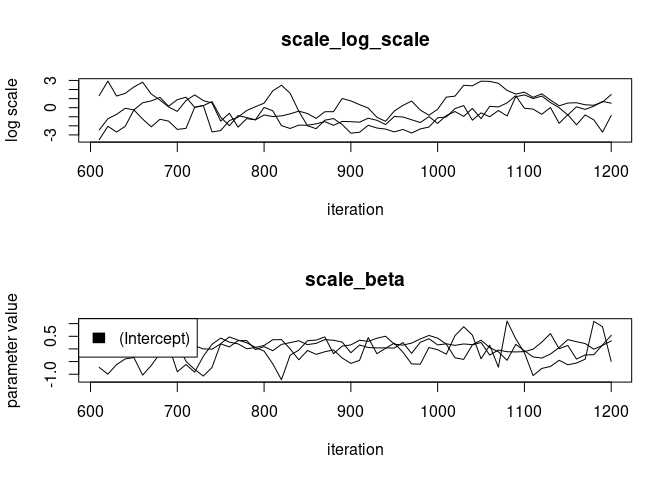 scale_log_scale
log scale
3
0
-3
600 700 800 900 1000 1100 1200
iteration
scale_beta
parameter value
0.5
-1.0
(Intercept)
600 700 800 900 1000 1100 1200
iteration